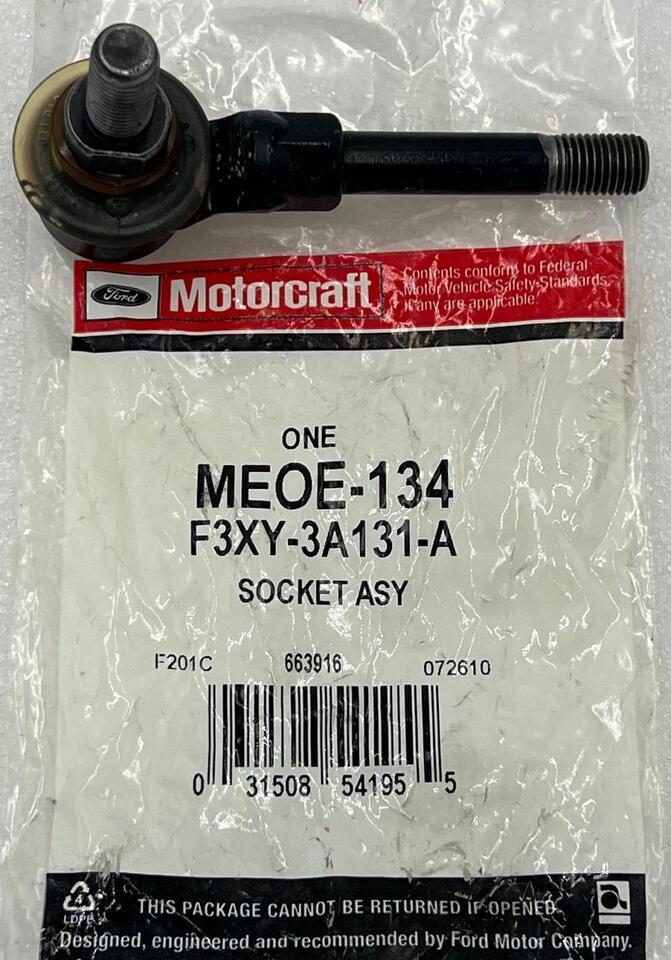 Ford
Motorcraft
Contents conform to Federal
Motor Vehicle Safety Standards
if any are applicable.
ONE
MEOE-134
F3XY-3A131-A
SOCKET ASY
F201C 663916 072610
0 31508 54195 5
4
LDPE
THIS PACKAGE CANNOT BE RETURNED IF OPENED
Designed, engineered and recommended by Ford Motor Company.